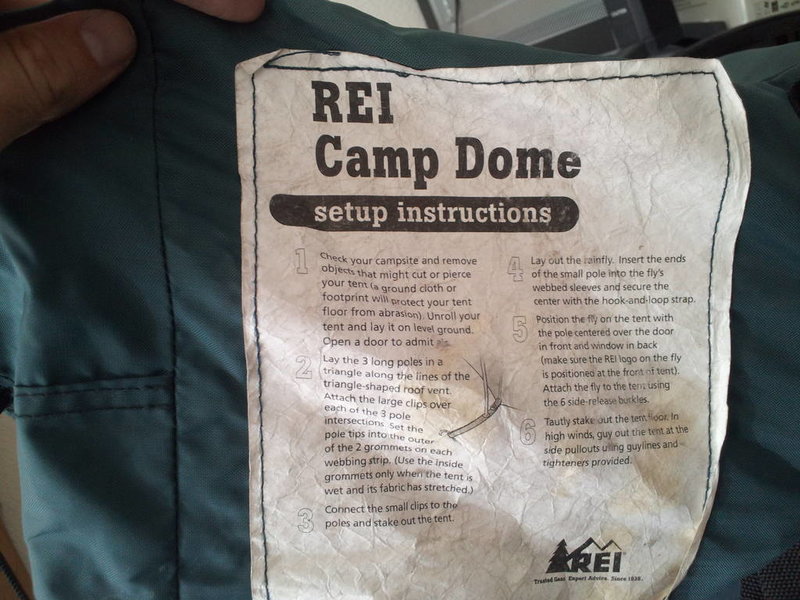 REI
Camp Dome
setup instructions
1 Check your campsite and remove
objects that might cut or pierce
your tent (a ground cloth or
footprint will protect your tent
floor from abrasion). Unroll your
tent and lay it on level ground.
Open a door to admit air.
2 Lay the 3 long poles in a
triangle along the lines of the
triangle-shaped roof vent.
Attach the large clips over
each of the 3 pole
intersections. Set the
pole tips into the outer
of the 2 grommets on each
webbing strip. (Use the inside
grommets only when the tent is
wet and its fabric has stretched.)
3 Connect the small clips to the
poles and stake out the tent.
4 Lay out the rainfly. Insert the ends
of the small pole into the fly's
webbed sleeves and secure the
center with the hook-and-loop strap.
5 Position the fly on the tent with
the pole centered over the door
in front and window in back
(make sure the REI logo on the fly
is positioned at the front of tent).
Attach the fly to the tent using
the 6 side-release buckles.
6 Tautly stake out the tent floor. In
high winds, guy out the tent at the
side pullouts using guylines and
tighteners provided.
REI
Trusted Gear. Expert Advice. Since 1938.